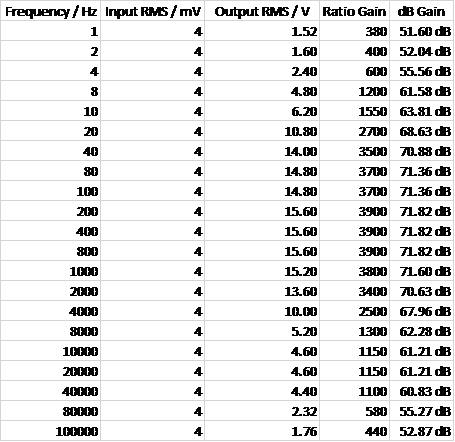 Frequency / Hz Input RMS / mV Output RMS / V Ratio Gain dB Gain
1 4 1.52 380 51.60 dB
2 4 1.60 400 52.04 dB
4 4 2.40 600 55.56 dB
8 4 4.80 1200 61.58 dB
10 4 6.20 1550 63.81 dB
20 4 10.80 2700 68.63 dB
40 4 14.00 3500 70.88 dB
80 4 14.80 3700 71.36 dB
100 4 14.80 3700 71.36 dB
200 4 15.60 3900 71.82 dB
400 4 15.60 3900 71.82 dB
800 4 15.60 3900 71.82 dB
1000 4 15.20 3800 71.60 dB
2000 4 13.60 3400 70.63 dB
4000 4 10.00 2500 67.96 dB
8000 4 5.20 1300 62.28 dB
10000 4 4.60 1150 61.21 dB
20000 4 4.60 1150 61.21 dB
40000 4 4.40 1100 60.83 dB
80000 4 2.32 580 55.27 dB
100000 4 1.76 440 52.87 dB